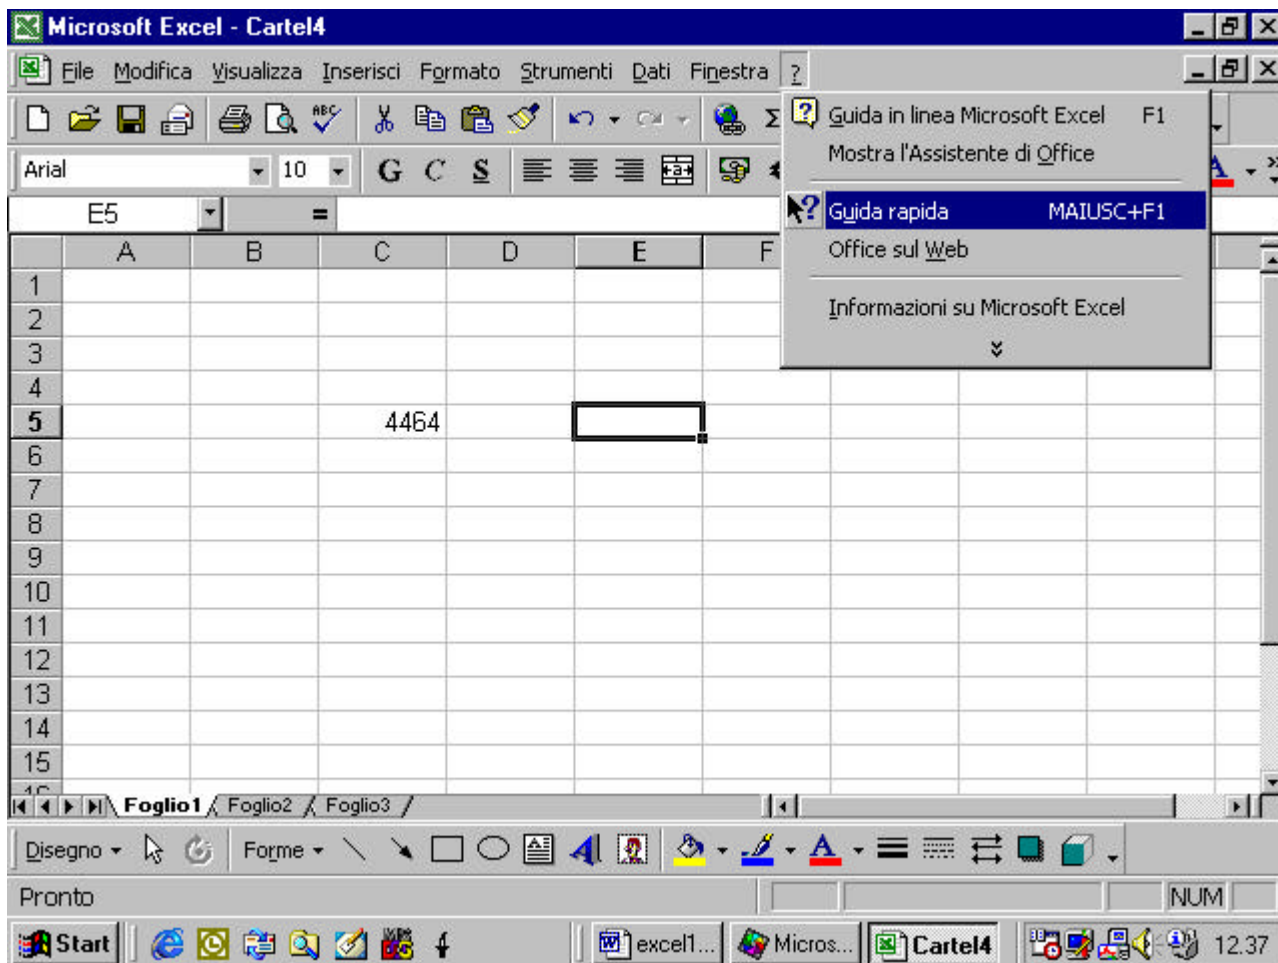 Microsoft Excel - Cartel4
File Modifica Visualizza Inserisci Formato Strumenti Dati Finestra ?
ABC Σ
Guida in linea Microsoft Excel F1
Mostra l'Assistente di Office
Arial 10 G C S A
Guida rapida MAIUSC+F1
E5 =
Office sul Web
Informazioni su Microsoft Excel
A B C D E F
1
2
3
4
5 4464
6
7
8
9
10
11
12
13
14
15
Foglio1 Foglio2 Foglio3
Disegno Forme A A
Pronto NUM
Start excel1... Micros... Cartel4 12.37